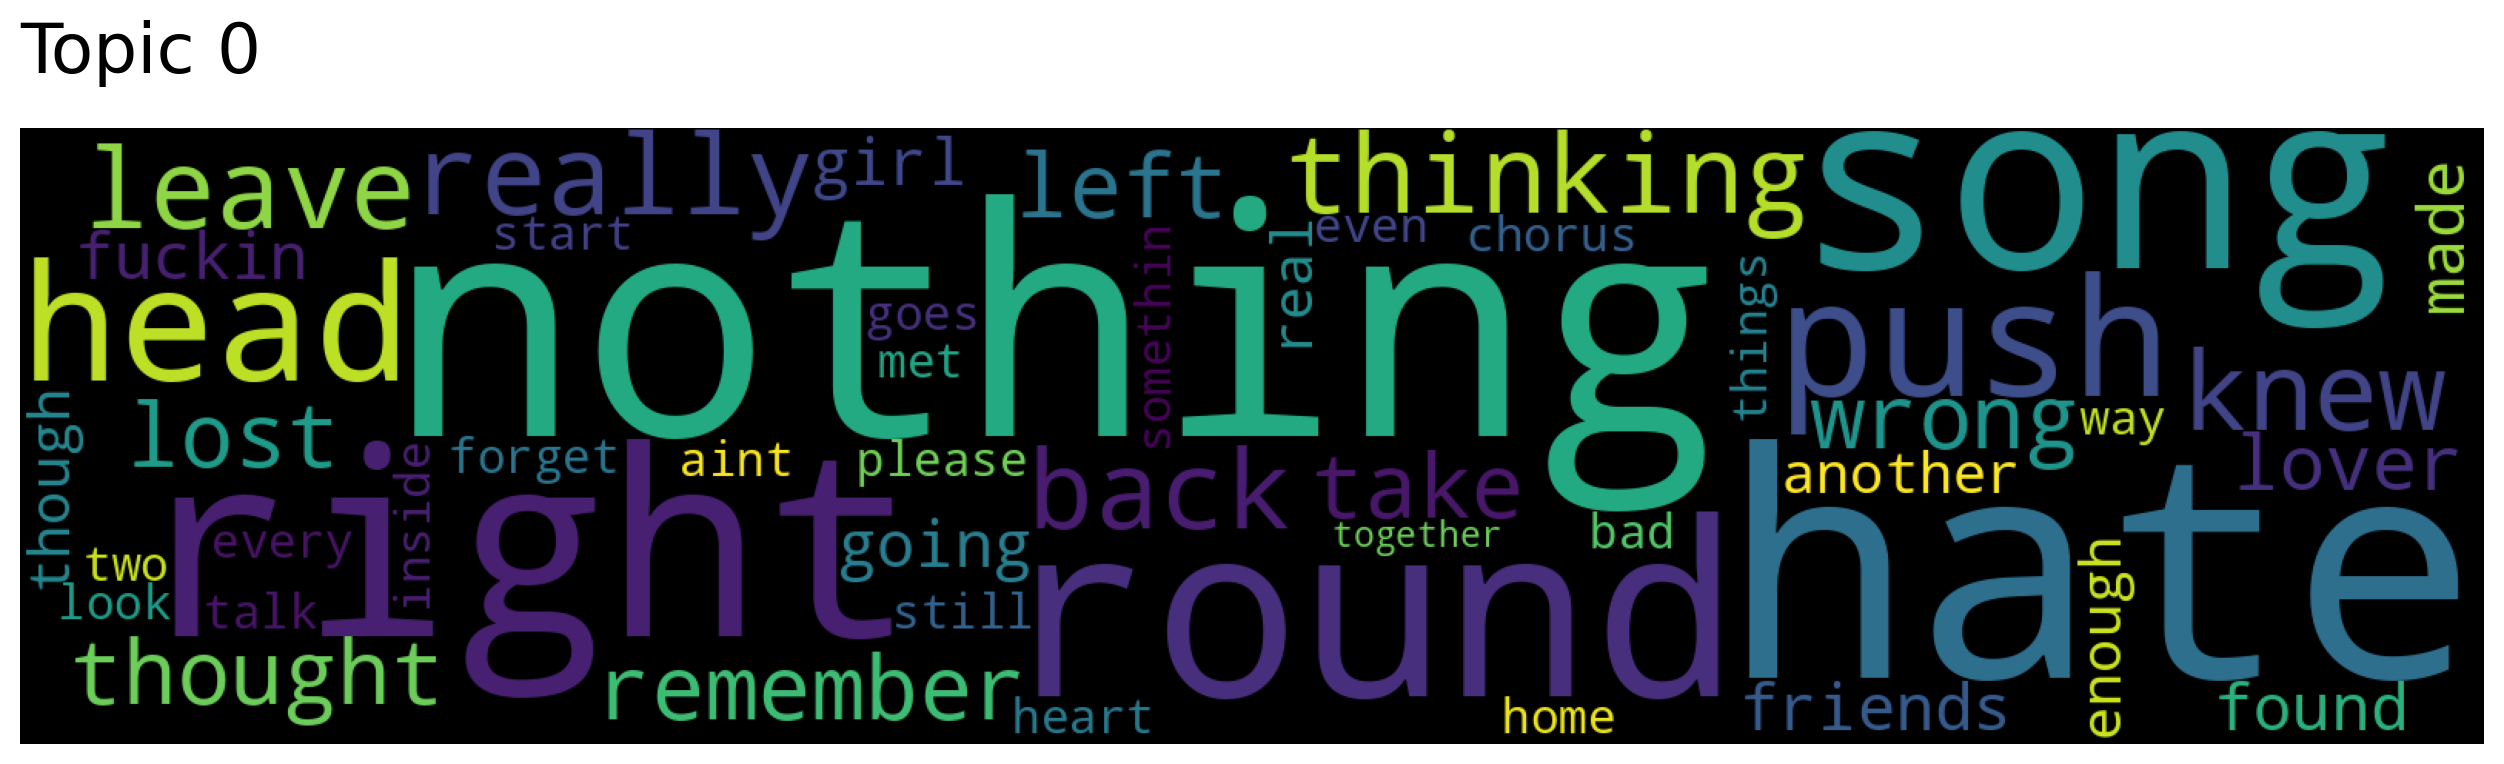 Topic 0
leave
really
girl
left
thinking
song
made
fuckin
start
even
chorus
head
nothing
goes
met
somethin
real
things
push
knew
though
lost
forget
aint
please
back
take
wrong
way
another
lover
right
every
inside
two
look
talk
going
still
together
bad
round
hate
enough
thought
remember
heart
home
friends
found